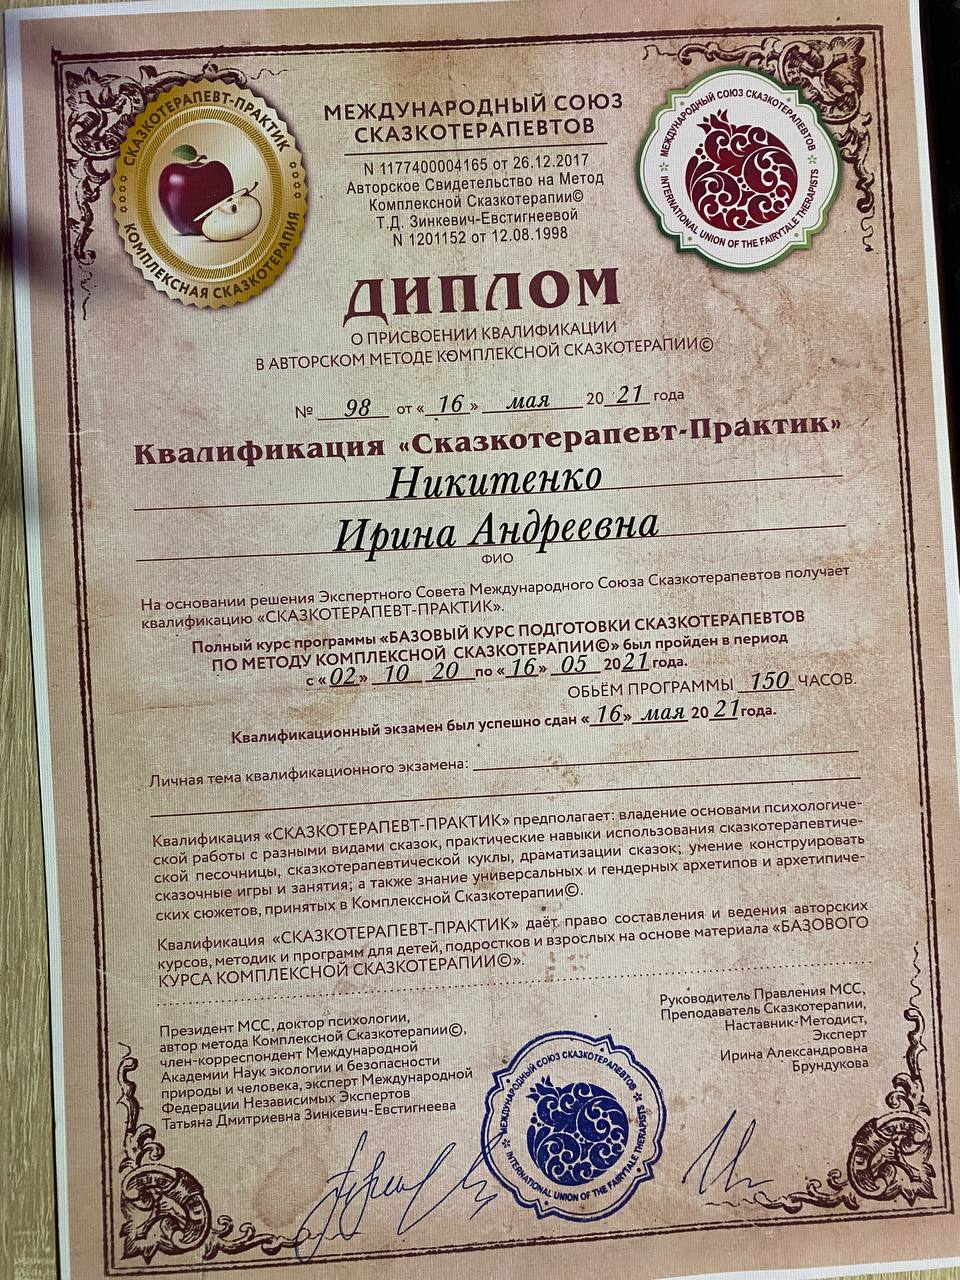 СКАЗКОТЕРАПЕВТ-ПРАКТИК
КОМПЛЕКСНАЯ СКАЗКОТЕРАПИЯ
МЕЖДУНАРОДНЫЙ СОЮЗ
СКАЗКОТЕРАПЕВТОВ
N 1177400004165 от 26.12.2017
Авторское Свидетельство на Метод
Комплексной Сказкотерапии©
Т.Д. Зинкевич-Евстигнеевой
N 1201152 от 12.08.1998
МЕЖДУНАРОДНЫЙ СОЮЗ СКАЗКОТЕРАПЕВТОВ
INTERNATIONAL UNION OF THE FAIRYTALE THERAPISTS
ДИПЛОМ
О ПРИСВОЕНИИ КВАЛИФИКАЦИИ
В АВТОРСКОМ МЕТОДЕ КОМПЛЕКСНОЙ СКАЗКОТЕРАПИИ©
№ 98 от « 16 » мая 20 21 года
Квалификация «Сказкотерапевт-Практик»
Никитенко
Ирина Андреевна
ФИО
На основании решения Экспертного Совета Международного Союза Сказкотерапевтов получает
квалификацию «СКАЗКОТЕРАПЕВТ-ПРАКТИК».
Полный курс программы «БАЗОВЫЙ КУРС ПОДГОТОВКИ СКАЗКОТЕРАПЕВТОВ
ПО МЕТОДУ КОМПЛЕКСНОЙ СКАЗКОТЕРАПИИ©» был пройден в период
с «02» 10 20 по «16» 05 2021 года.
ОБЪЁМ ПРОГРАММЫ 150 ЧАСОВ.
Квалификационный экзамен был успешно сдан «16» мая 20 21 года.
Личная тема квалификационного экзамена:
Квалификация «СКАЗКОТЕРАПЕВТ-ПРАКТИК» предполагает: владение основами психологиче-
ской работы с разными видами сказок, практические навыки использования сказкотерапевтиче-
ской песочницы, сказкотерапевтической куклы, драматизации сказок; умение конструировать
сказочные игры и занятия; а также знание универсальных и гендерных архетипов и архетипиче-
ских сюжетов, принятых в Комплексной Сказкотерапии©.
Квалификация «СКАЗКОТЕРАПЕВТ-ПРАКТИК» даёт право составления и ведения авторских
курсов, методик и программ для детей, подростков и взрослых на основе материала «БАЗОВОГО
КУРСА КОМПЛЕКСНОЙ СКАЗКОТЕРАПИИ©».
Президент МСС, доктор психологии,
автор метода Комплексной Сказкотерапии©,
член-корреспондент Международной
Академии Наук экологии и безопасности
природы и человека, эксперт Международной
Федерации Независимых Экспертов
Татьяна Дмитриевна Зинкевич-Евстигнеева
Руководитель Правления МСС,
Преподаватель Сказкотерапии,
Наставник-Методист,
Эксперт
Ирина Александровна
Брундукова
МЕЖДУНАРОДНЫЙ СОЮЗ СКАЗКОТЕРАПЕВТОВ
INTERNATIONAL UNION OF THE FAIRYTALE THERAPISTS